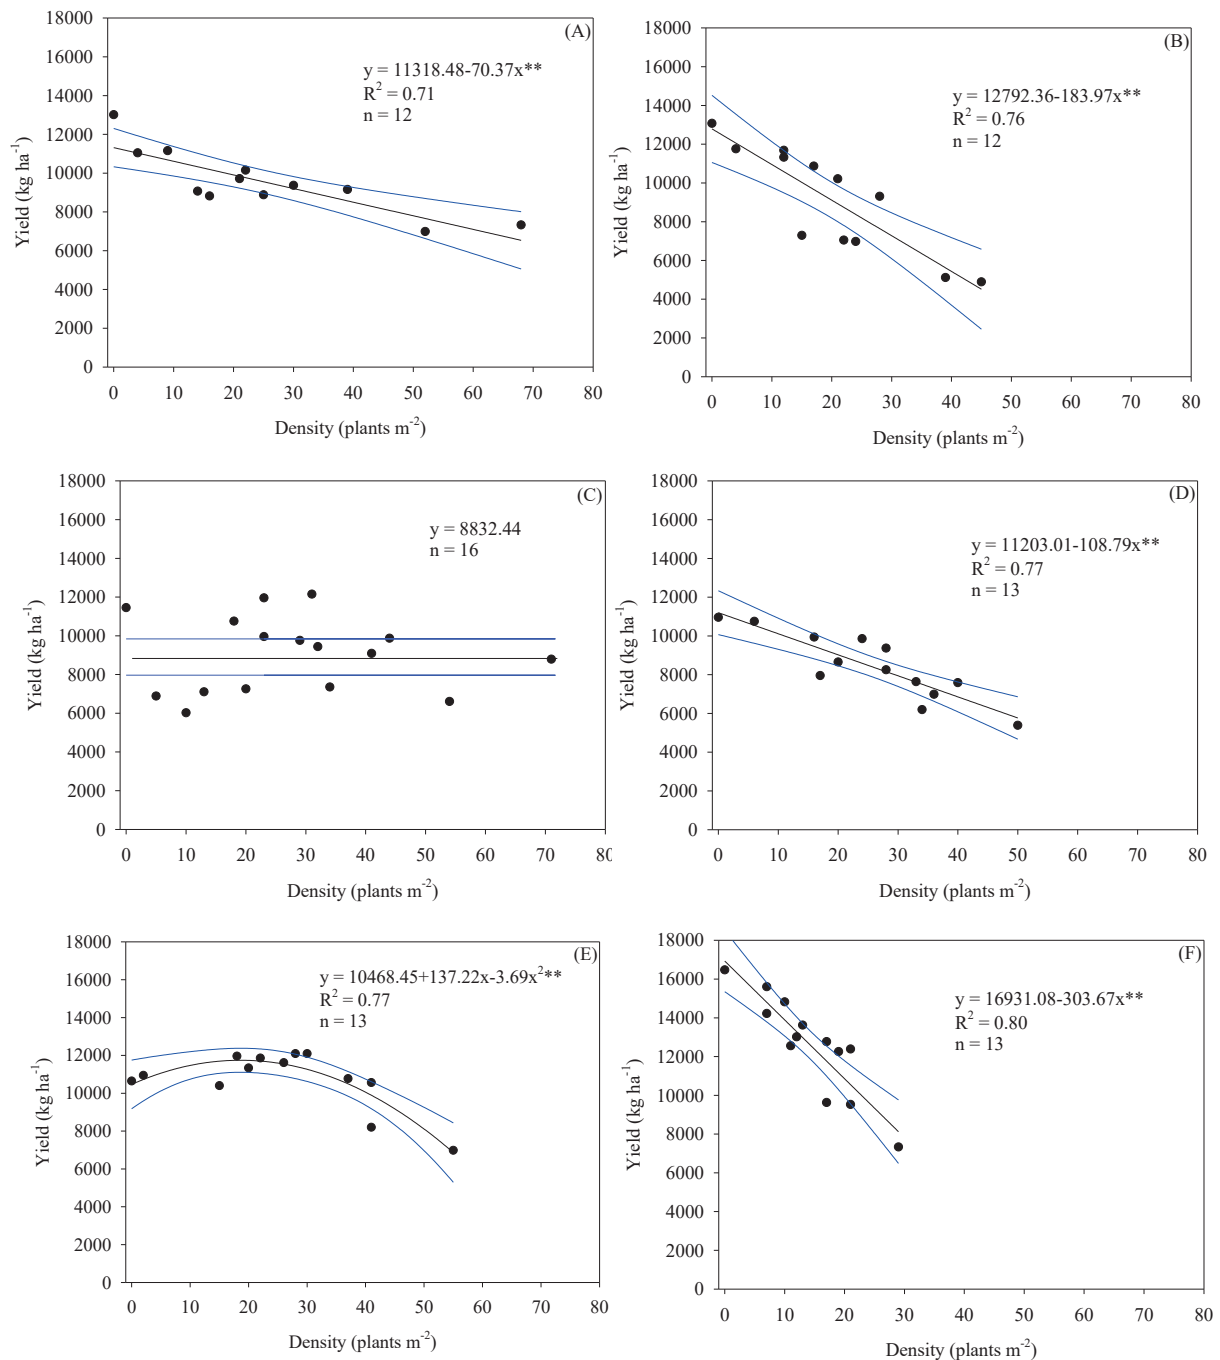 (A)
y = 11318.48-70.37x**
R² = 0.71
n = 12
Yield (kg ha⁻¹)
18000
16000
14000
12000
10000
8000
6000
4000
2000
0
0 10 20 30 40 50 60 70 80
Density (plants m⁻²)
(B)
y = 12792.36-183.97x**
R² = 0.76
n = 12
Yield (kg ha⁻¹)
18000
16000
14000
12000
10000
8000
6000
4000
2000
0
0 10 20 30 40 50 60 70 80
Density (plants m⁻²)
(C)
y = 8832.44
n = 16
Yield (kg ha⁻¹)
18000
16000
14000
12000
10000
8000
6000
4000
2000
0
0 10 20 30 40 50 60 70 80
Density (plants m⁻²)
(D)
y = 11203.01-108.79x**
R² = 0.77
n = 13
Yield (kg ha⁻¹)
18000
16000
14000
12000
10000
8000
6000
4000
2000
0
0 10 20 30 40 50 60 70 80
Density (plants m⁻²)
(E)
y = 10468.45+137.22x-3.69x²**
R² = 0.77
n = 13
Yield (kg ha⁻¹)
18000
16000
14000
12000
10000
8000
6000
4000
2000
0
0 10 20 30 40 50 60 70 80
Density (plants m⁻²)
(F)
y = 16931.08-303.67x**
R² = 0.80
n = 13
Yield (kg ha⁻¹)
18000
16000
14000
12000
10000
8000
6000
4000
2000
0
0 10 20 30 40 50 60 70 80
Density (plants m⁻²)